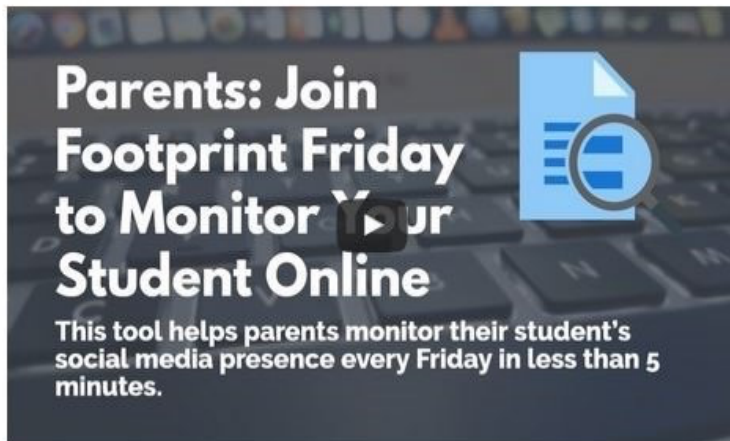 Parents: Join
Footprint Friday
to Monitor Your
Student Online
This tool helps parents monitor their student's
social media presence every Friday in less than 5
minutes.